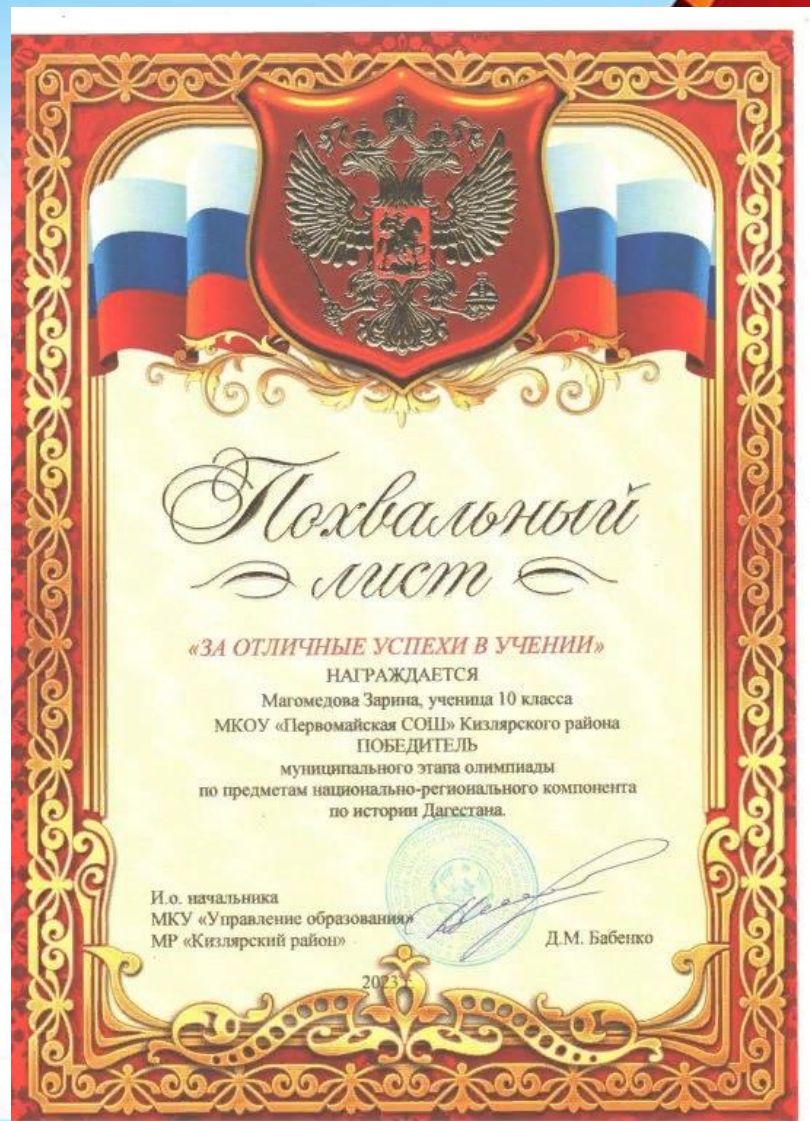 Похвальный
лист
«ЗА ОТЛИЧНЫЕ УСПЕХИ В УЧЕНИИ»
НАГРАЖДАЕТСЯ
Магомедова Зарина, ученица 10 класса
МКОУ «Первомайская СОШ» Кизлярского района
ПОБЕДИТЕЛЬ
муниципального этапа олимпиады
по предметам национально-регионального компонента
по истории Дагестана.
И.о. начальника
МКУ «Управление образования»
МР «Кизлярский район»
Д.М. Бабенко
2023 г